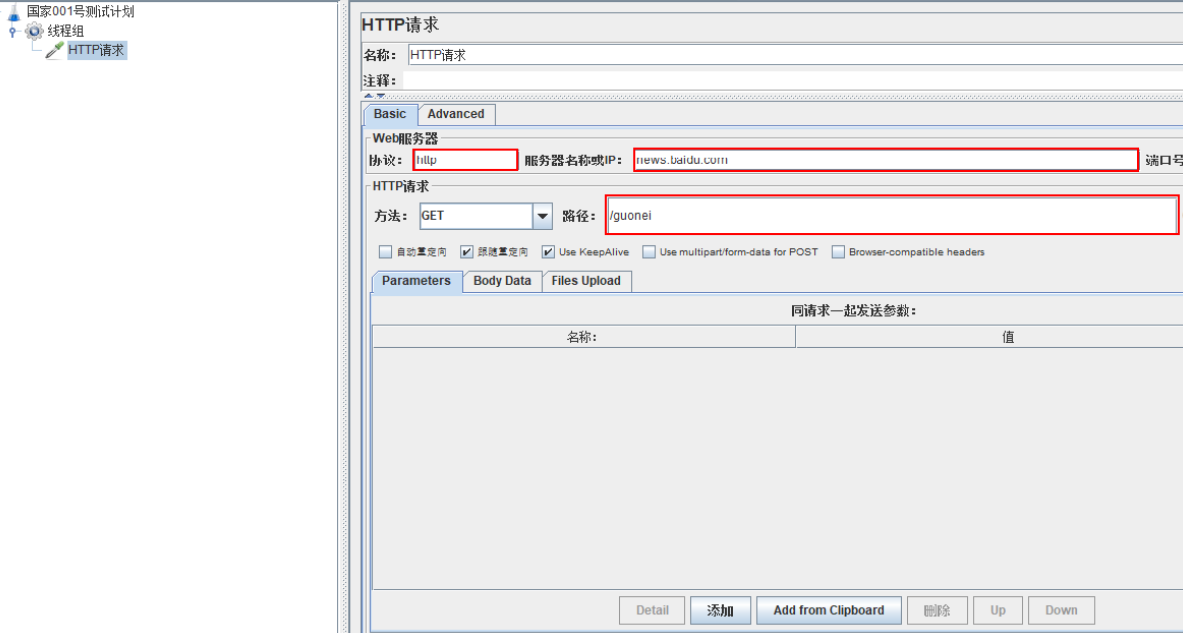 国家001号测试计划
线程组
HTTP请求
HTTP请求
名称： HTTP请求
注释：
Basic Advanced
Web服务器
协议： http 服务器名称或IP： news.baidu.com 端口号
HTTP请求
方法： GET 路径： /guonei
自动重定向 跟随重定向 Use KeepAlive Use multipart/form-data for POST Browser-compatible headers
Parameters Body Data Files Upload
同请求一起发送参数：
名称： 值
Detail 添加 Add from Clipboard 删除 Up Down